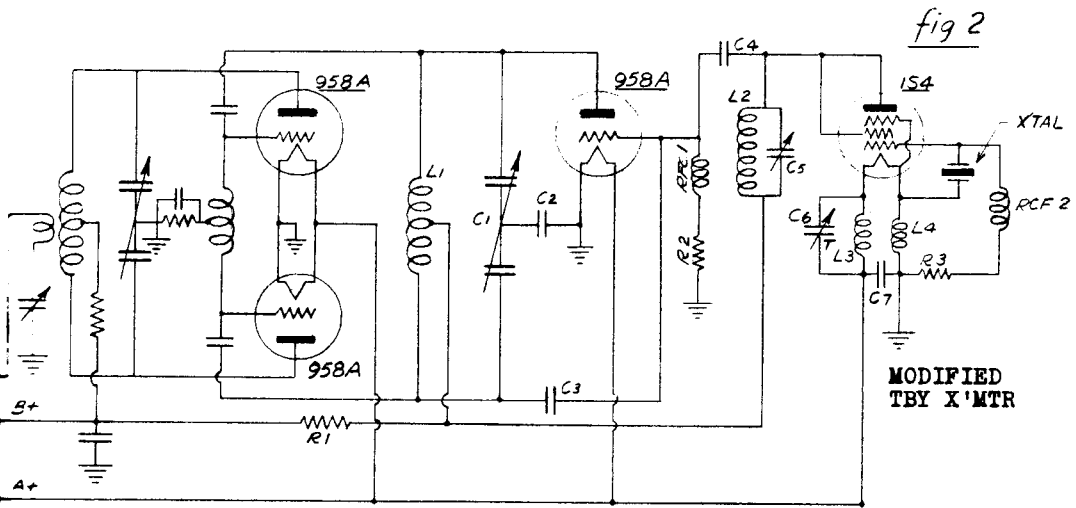 fig 2
958A
958A
C4
1S4
L2
XTAL
RFC 1
C5
L1
C1
C2
R2
C6
T
L3
L4
RCF 2
C7
R3
958A
C3
MODIFIED
TBY X'MTR
B+
R1
A+